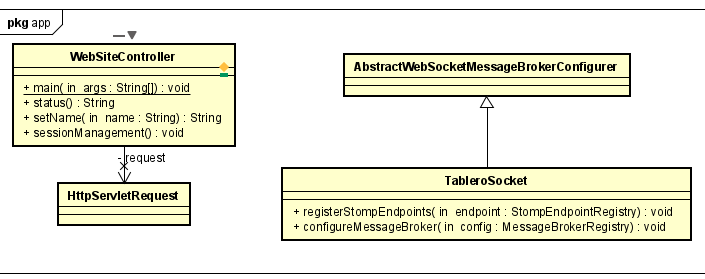 pkg app
WebSiteController
+ main( in args : String[]) : void
+ status() : String
+ setName( in name : String) : String
+ sessionManagement() : void
- request
HttpServletRequest
AbstractWebSocketMessageBrokerConfigurer
TableroSocket
+ registerStompEndpoints( in endpoint : StompEndpointRegistry) : void
+ configureMessageBroker( in config : MessageBrokerRegistry) : void